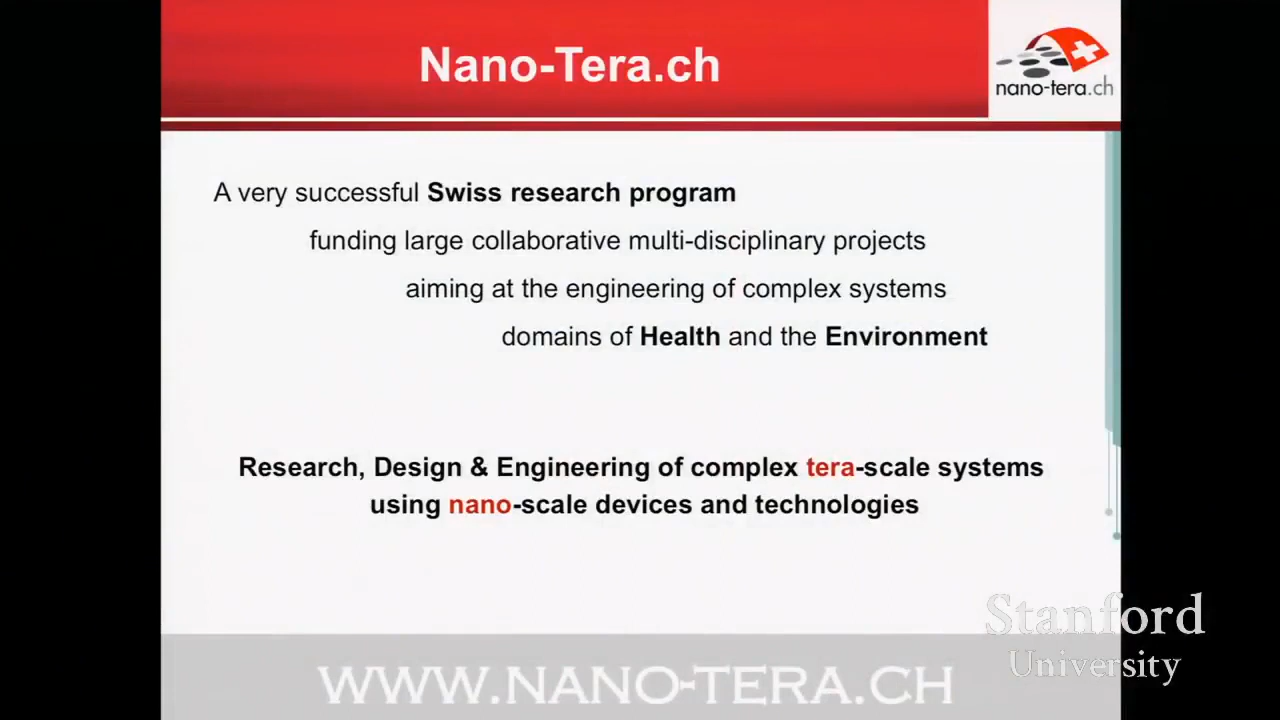 Nano-Tera.ch
nano-tera.ch
A very successful Swiss research program
funding large collaborative multi-disciplinary projects
aiming at the engineering of complex systems
domains of Health and the Environment
Research, Design & Engineering of complex tera-scale systems
using nano-scale devices and technologies
Stanford
University
WWW.NANO-TERA.CH